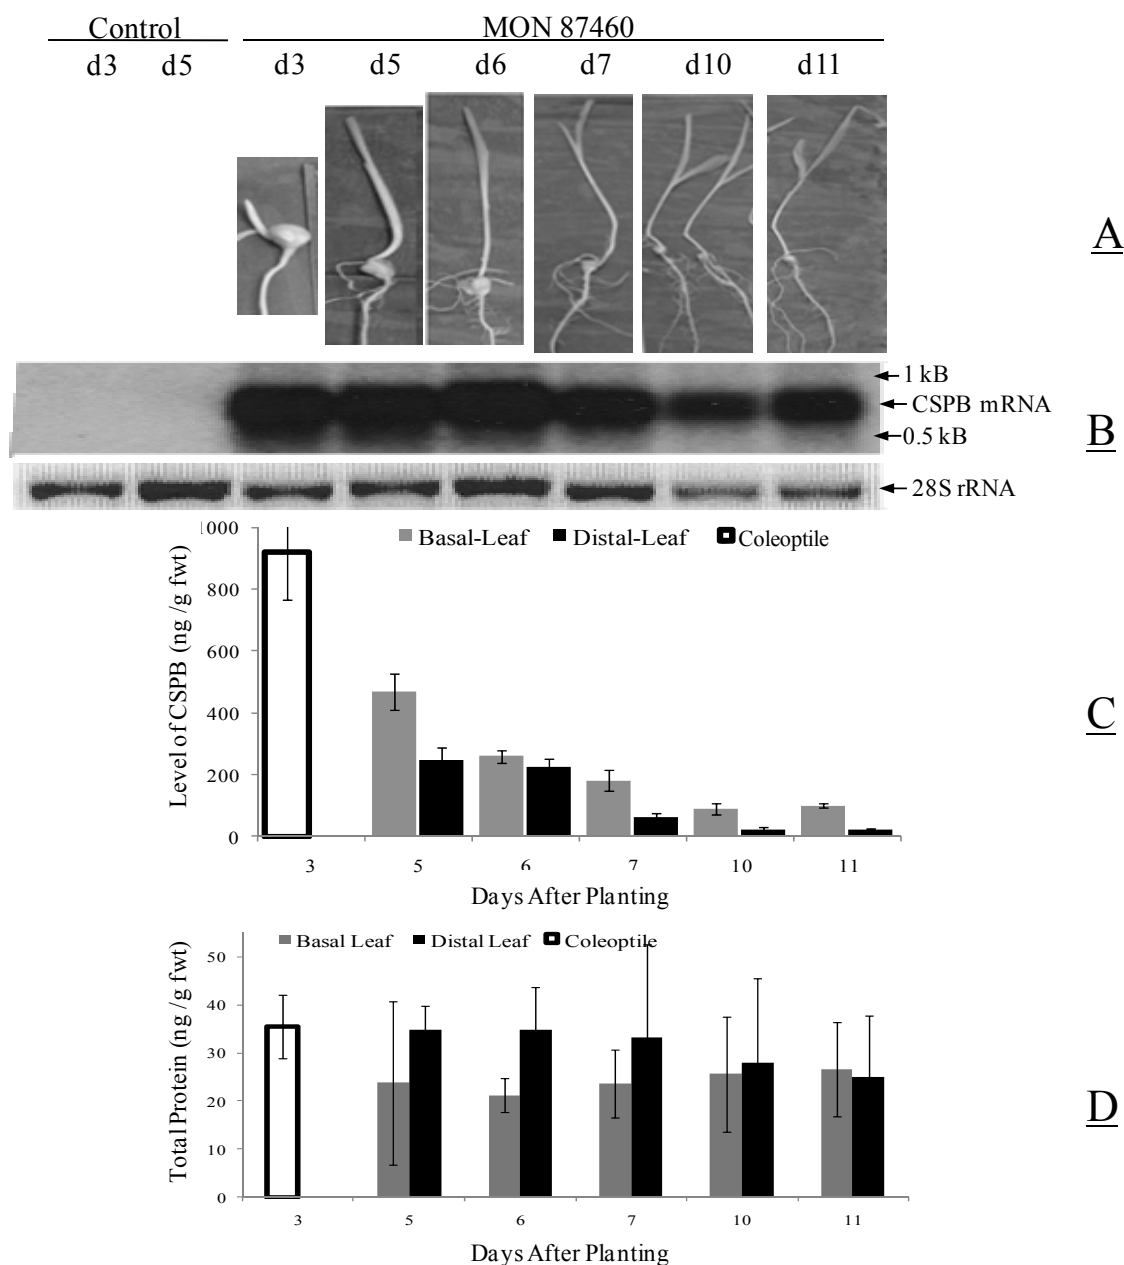 Control MON 87460
d3 d5 d3 d5 d6 d7 d10 d11
A
1 kB
CSPB mRNA
0.5 kB
B
28S rRNA
1000
Basal-Leaf Distal-Leaf Coleoptile
800
600
400
200
0
Level of CSPB (ng /g fwt)
C
3 5 6 7 10 11
Days After Planting
Basal Leaf Distal Leaf Coleoptile
50
40
30
20
10
0
Total Protein (ng /g fwt)
D
3 5 6 7 10 11
Days After Planting